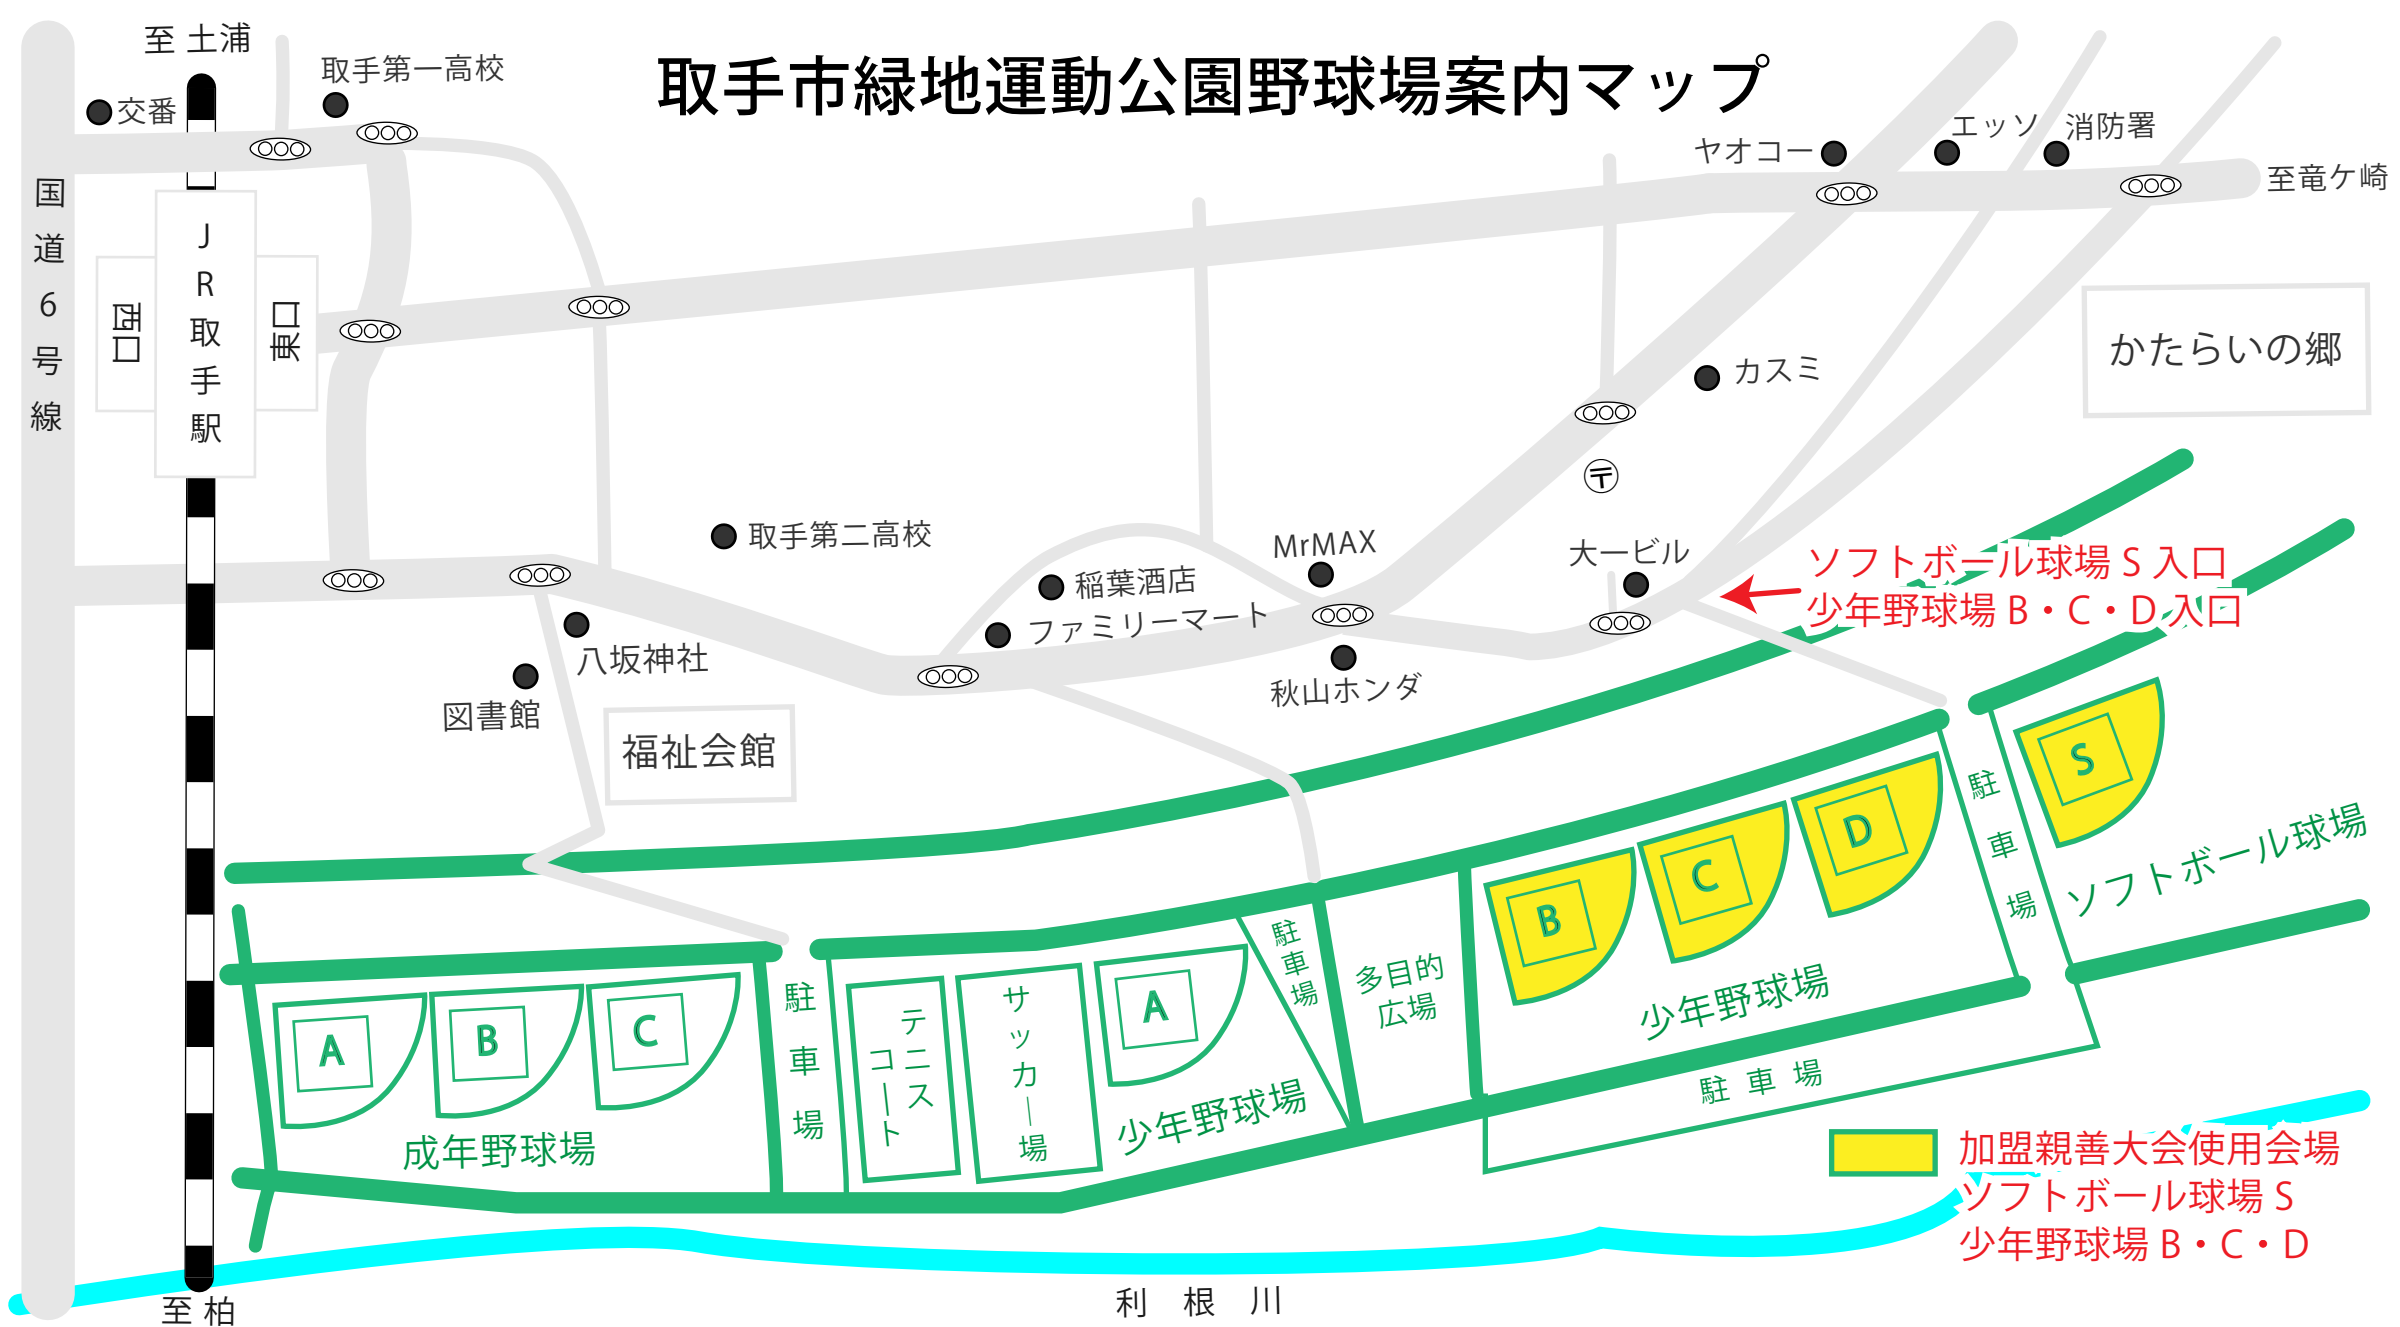 取手市緑地運動公園野球場案内マップ
至 土浦
取手第一高校
交番
国道6号線
JR取手駅
西口
東口
ヤオコー
エッソ
消防署
至竜ケ崎
かたらいの郷
カスミ
〒
取手第二高校
MrMAX
大一ビル
稲葉酒店
ファミリーマート
秋山ホンダ
八坂神社
図書館
福祉会館
ソフトボール球場 S 入口
少年野球場 B・C・D 入口
S
ソフトボール球場
駐車場
B
C
D
少年野球場
駐 車 場
多目的
広場
駐車場
A
少年野球場
サッカー場
テニス
コート
駐車場
A
B
C
成年野球場
加盟親善大会使用会場
ソフトボール球場 S
少年野球場 B・C・D
利 根 川
至 柏